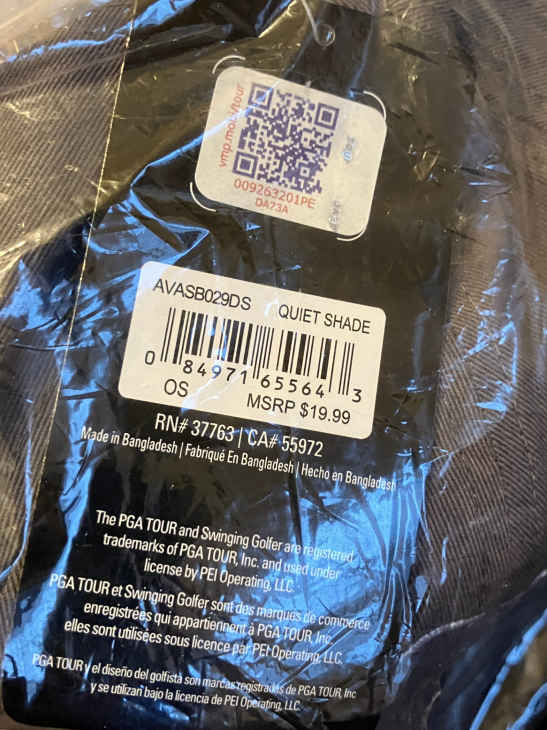 vmp.mobi/tour
009263201PE
DA23A
AVASB029DS QUIET SHADE
0 84971 65564 3
OS MSRP $19.99
RN# 37763 | CA# 55972
Made in Bangladesh | Fabriqué En Bangladesh | Hecho en Bangladesh
The PGA TOUR and Swinging Golfer are registered
trademarks of PGA TOUR, Inc. and used under
license by PEI Operating, LLC.
PGA TOUR et Swinging Golfer sont des marques de commerce
enregistrées qui appartiennent à PGA TOUR, Inc.
elles sont utilisées sous licence par PEI Operating, LLC.
PGA TOUR y el diseño del golfista son marcas registradas de PGA TOUR, Inc
y se utilizan bajo la licencia de PEI Operating, LLC.